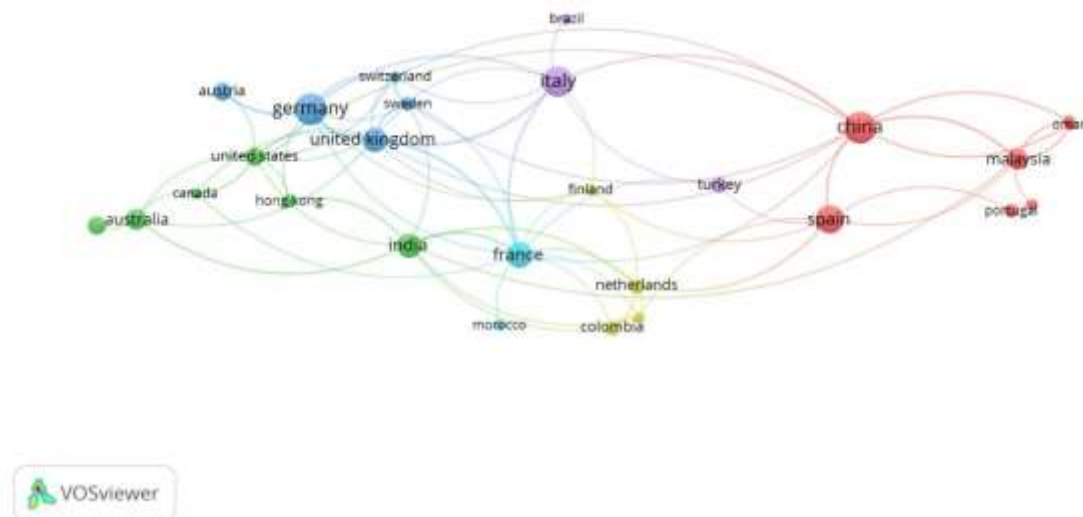 brazil
switzerland
italy
austria
sweden
germany
china
oman
united kingdom
united states
malaysia
canada
finland
turkey
hong kong
portugal
australia
spain
india
france
netherlands
morocco
colombia
VOSviewer